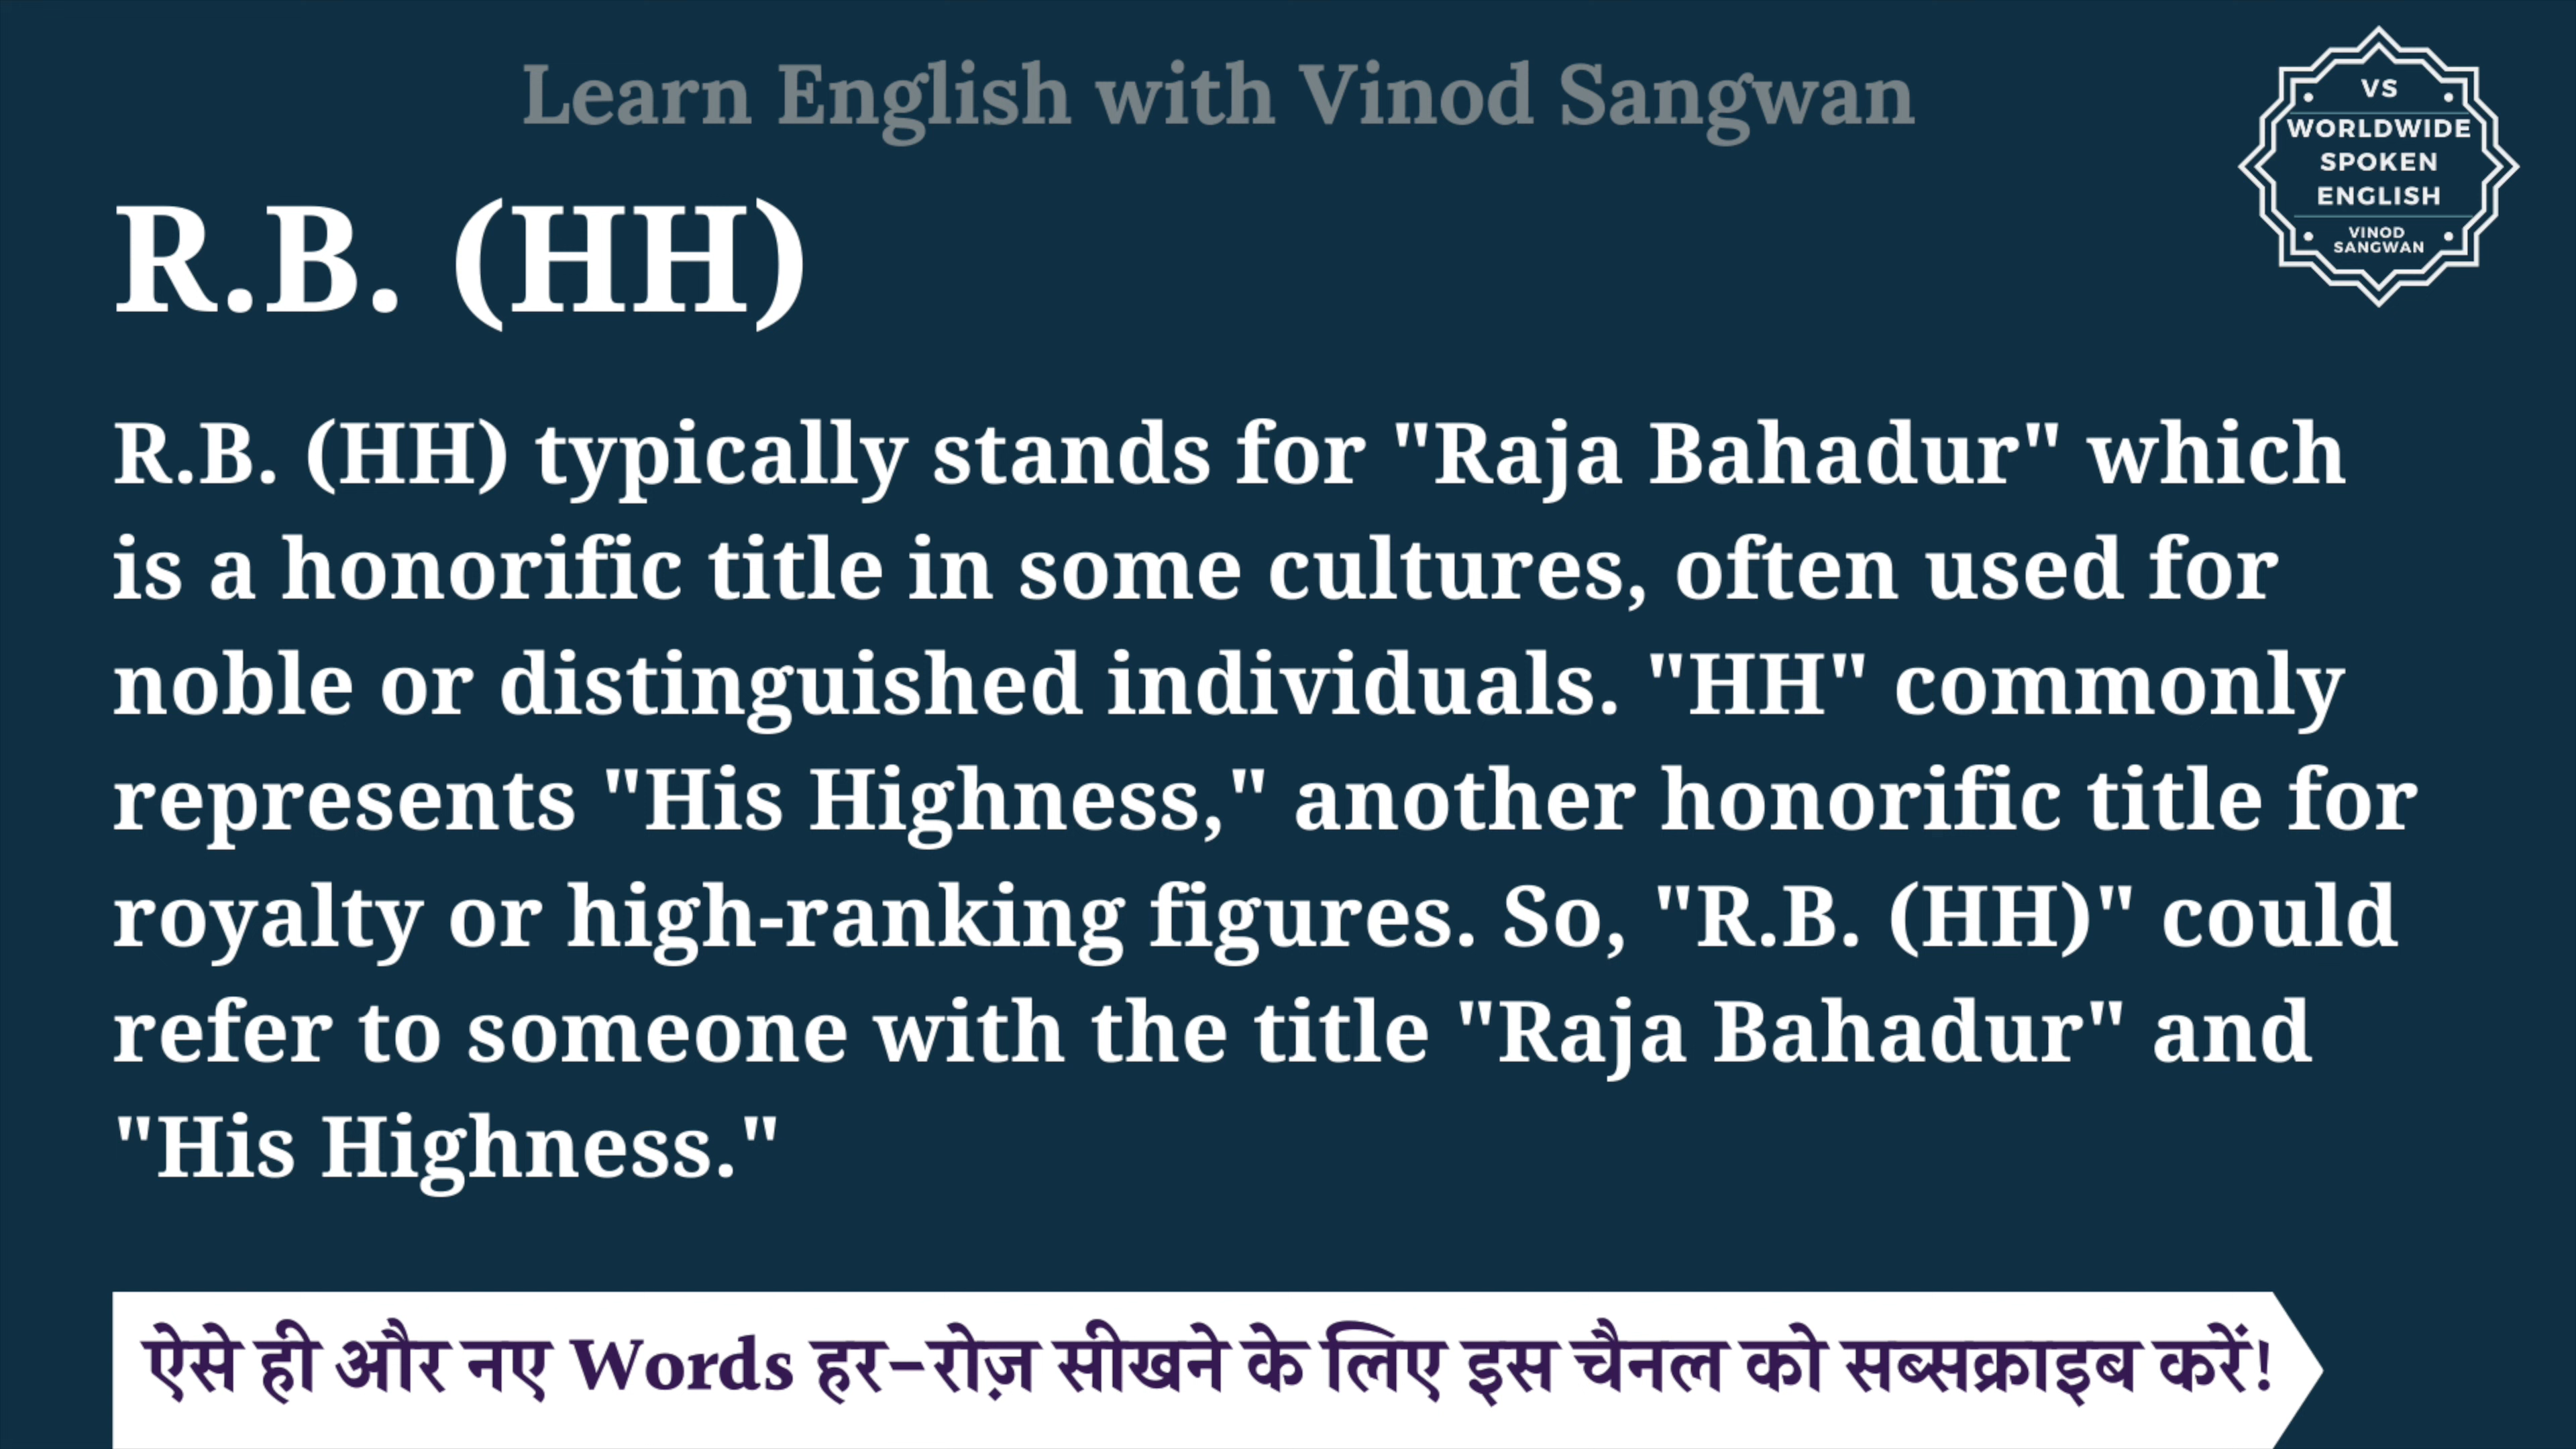 Learn English with Vinod Sangwan
VS
WORLDWIDE
SPOKEN
ENGLISH
VINOD
SANGWAN
R.B. (HH)
R.B. (HH) typically stands for "Raja Bahadur" which
is a honorific title in some cultures, often used for
noble or distinguished individuals. "HH" commonly
represents "His Highness," another honorific title for
royalty or high-ranking figures. So, "R.B. (HH)" could
refer to someone with the title "Raja Bahadur" and
"His Highness."
ऐसे ही और नए Words हर-रोज़ सीखने के लिए इस चैनल को सब्सक्राइब करें!